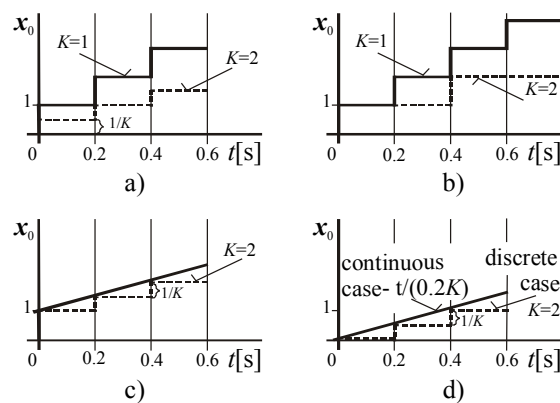 x₀
K=1
K=2
1
1/K
0
0.2
0.4
0.6
t[s]
a)
x₀
K=1
1
K=2
0
0.2
0.4
0.6
t[s]
b)
x₀
K=2
1
1/K
0
0.2
0.4
0.6
t[s]
c)
x₀
continuous
case- t/(0.2K)
discrete
case
1
K=2
1/K
0
0.2
0.4
0.6
t[s]
d)